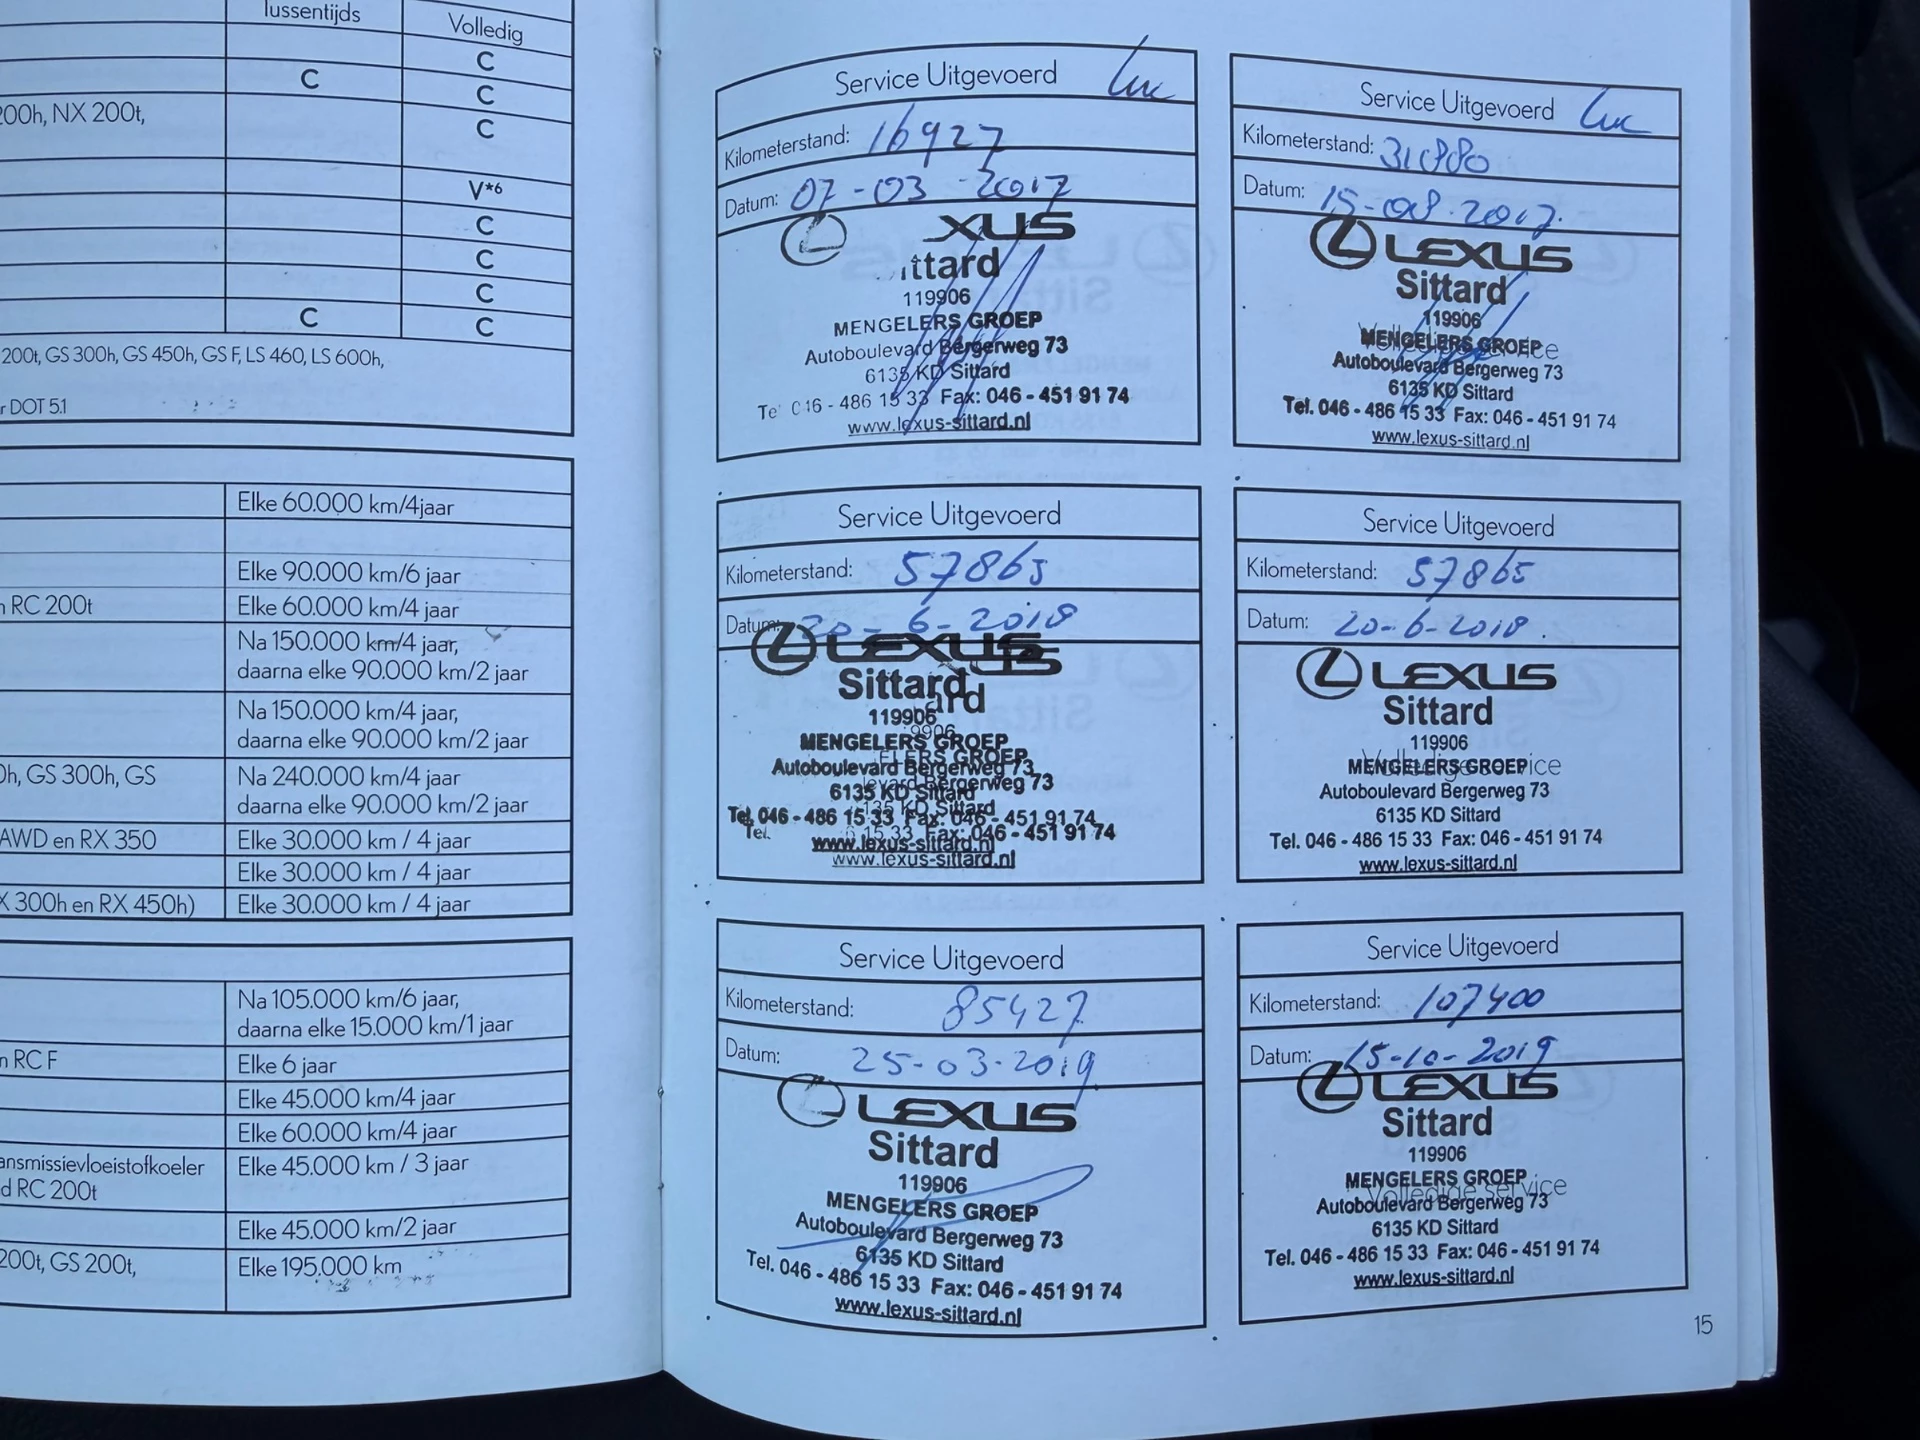 lussentijds
Volledig
C
C
C
200h, NX 200t,
C
V*6
C
C
C
C
C
200t, GS 300h, GS 450h, GS F, LS 460, LS 600h,
r DOT 5.1
Elke 60.000 km/4jaar
Elke 90.000 km/6 jaar
n RC 200t
Elke 60.000 km/4 jaar
Na 150.000 km/4 jaar,
daarna elke 90.000 km/2 jaar
Na 150.000 km/4 jaar,
daarna elke 90.000 km/2 jaar
0h, GS 300h, GS
Na 240.000 km/4 jaar
daarna elke 90.000 km/2 jaar
AWD en RX 350
Elke 30.000 km / 4 jaar
Elke 30.000 km / 4 jaar
X 300h en RX 450h)
Elke 30.000 km / 4 jaar
Na 105.000 km/6 jaar,
daarna elke 15.000 km/1 jaar
n RC F
Elke 6 jaar
Elke 45.000 km/4 jaar
Elke 60.000 km/4 jaar
ansmissievloeistofkoeler
d RC 200t
Elke 45.000 km / 3 jaar
Elke 45.000 km/2 jaar
200t, GS 200t,
Elke 195.000 km
Service Uitgevoerd
Kilometerstand: 16927
Datum: 07-03-2017
XUS
ittard
119906
MENGELERS GROEP
Autoboulevard Bergerweg 73
6135 KD Sittard
Te 046 - 486 15 33 Fax: 046 - 451 91 74
www.lexus-sittard.nl
Service Uitgevoerd
Kilometerstand: 31880
Datum: 15-08-2017.
LEXUS
Sittard
119906
Volledige service
MENGELERS GROEP
Autoboulevard Bergerweg 73
6135 KD Sittard
Tel. 046 - 486 15 33 Fax: 046 - 451 91 74
www.lexus-sittard.nl
Service Uitgevoerd
Kilometerstand: 57865
Datum: 20-6-2018
LEXUS
Sittard
119906
MENGELERS GROEP
Autoboulevard Bergerweg 73
6135 KD Sittard
Tel. 046 - 486 15 33 Fax: 046 - 451 91 74
www.lexus-sittard.nl
Service Uitgevoerd
Kilometerstand: 57865
Datum: 20-6-2018.
LEXUS
Sittard
119906
Volledige service
MENGELERS GROEP
Autoboulevard Bergerweg 73
6135 KD Sittard
Tel. 046 - 486 15 33 Fax: 046 - 451 91 74
www.lexus-sittard.nl
Service Uitgevoerd
Kilometerstand: 85427
Datum: 25-03-2019
LEXUS
Sittard
119906
MENGELERS GROEP
Autoboulevard Bergerweg 73
6135 KD Sittard
Tel. 046 - 486 15 33 Fax: 046 - 451 91 74
www.lexus-sittard.nl
Service Uitgevoerd
Kilometerstand: 107400
Datum: 15-10-2019
LEXUS
Sittard
119906
MENGELERS GROEP
Volledige service
Autoboulevard Bergerweg 73
6135 KD Sittard
Tel. 046 - 486 15 33 Fax: 046 - 451 91 74
www.lexus-sittard.nl
15